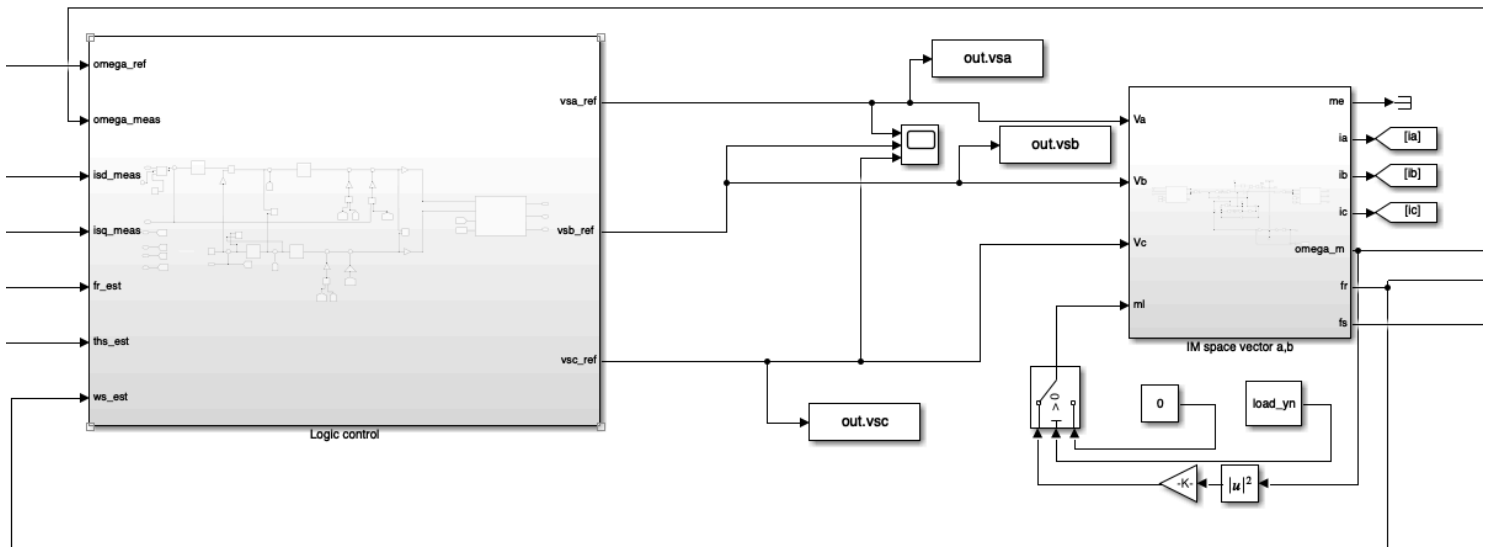 omega_ref
omega_meas
isd_meas
isq_meas
fr_est
ths_est
ws_est
vsa_ref
vsb_ref
vsc_ref
Logic control
out.vsa
out.vsb
out.vsc
Va
Vb
Vc
ml
me
ia
ib
ic
omega_m
fr
fs
[ia]
[ib]
[ic]
IM space vector a,b
> 0
0
load_yn
-K-
|u|²